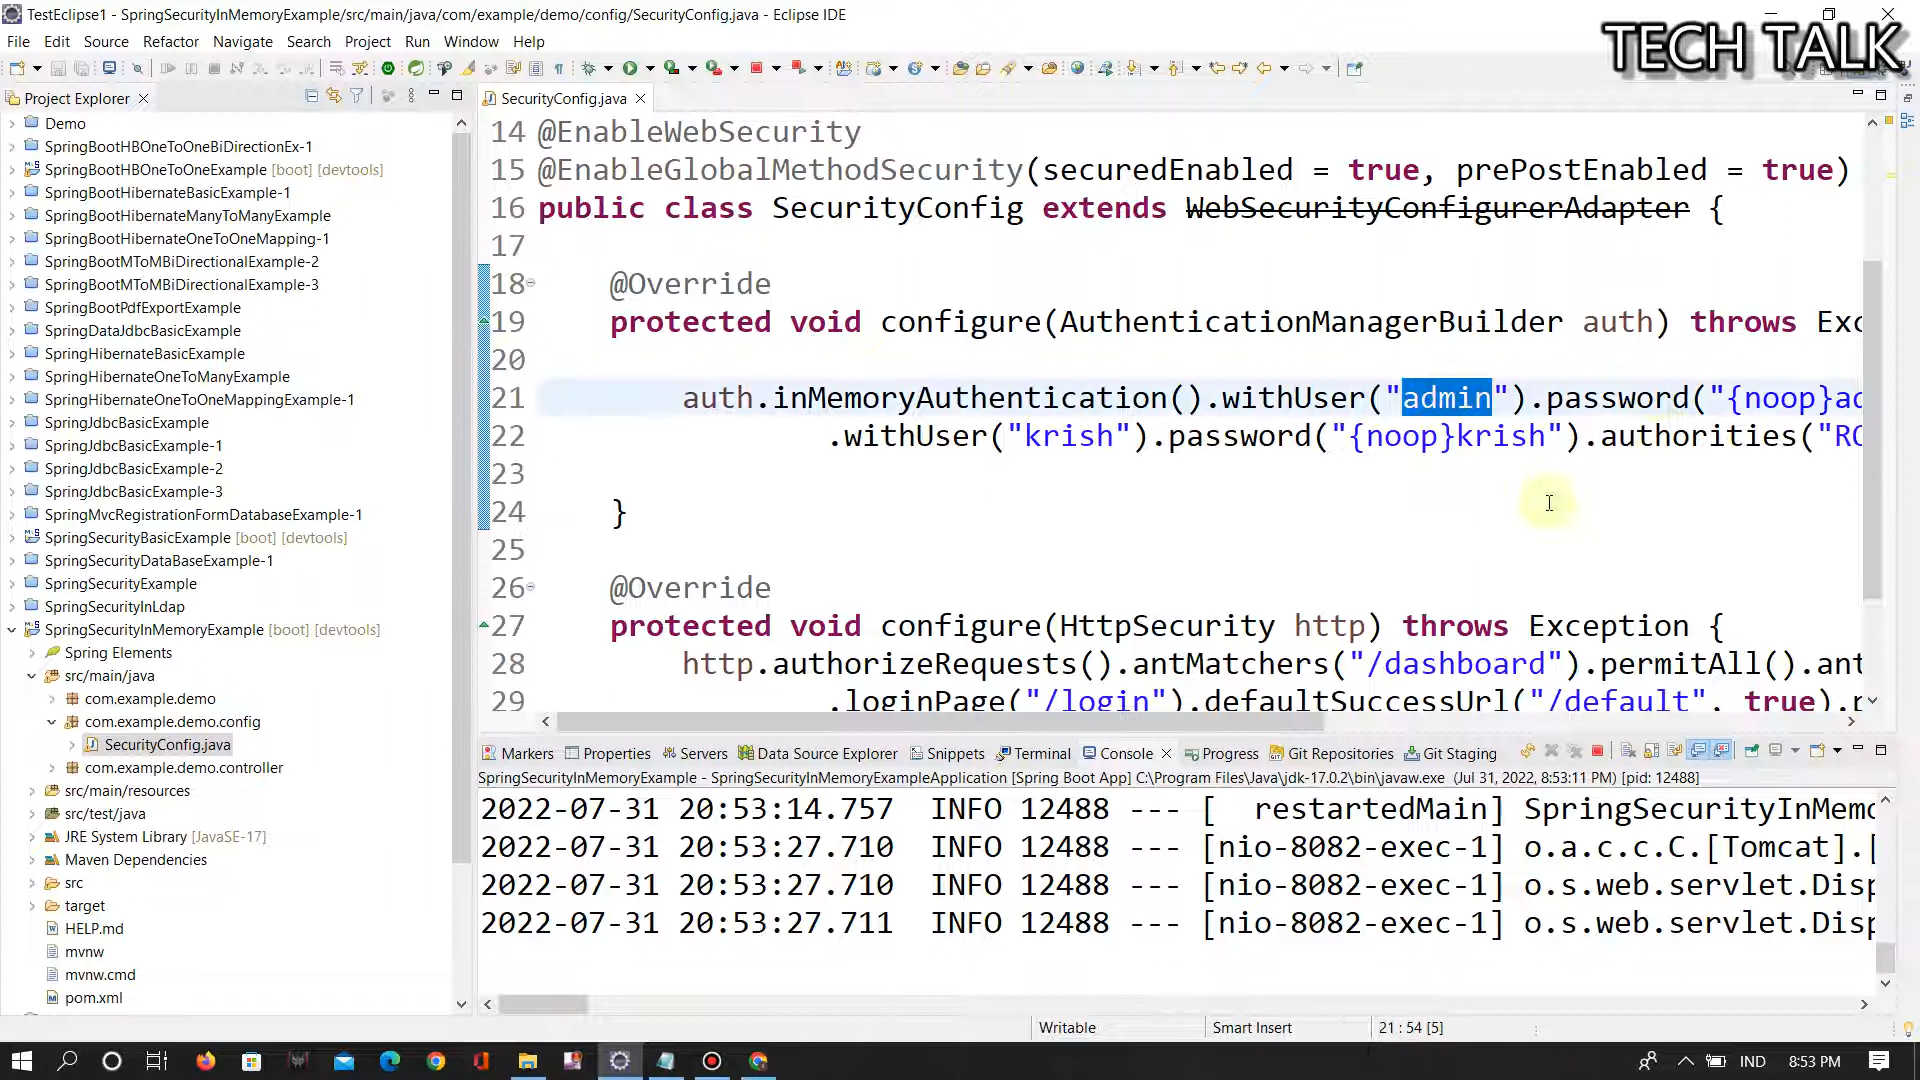 TestEclipse1 - SpringSecurityInMemoryExample/src/main/java/com/example/demo/config/SecurityConfig.java - Eclipse IDE
TECH TALK
File Edit Source Refactor Navigate Search Project Run Window Help
Project Explorer
SecurityConfig.java
Demo
SpringBootHBOneToOneBiDirectionEx-1
SpringBootHBOneToOneExample [boot] [devtools]
SpringBootHibernateBasicExample-1
SpringBootHibernateManyToManyExample
SpringBootHibernateOneToOneMapping-1
SpringBootMToMBiDirectionalExample-2
SpringBootMToMBiDirectionalExample-3
SpringBootPdfExportExample
SpringDataJdbcBasicExample
SpringHibernateBasicExample
SpringHibernateOneToManyExample
SpringHibernateOneToOneMappingExample-1
SpringJdbcBasicExample
SpringJdbcBasicExample-1
SpringJdbcBasicExample-2
SpringJdbcBasicExample-3
SpringMvcRegistrationFormDatabaseExample-1
SpringSecurityBasicExample [boot] [devtools]
SpringSecurityDataBaseExample-1
SpringSecurityExample
SpringSecurityInLdap
SpringSecurityInMemoryExample [boot] [devtools]
Spring Elements
src/main/java
com.example.demo
com.example.demo.config
SecurityConfig.java
com.example.demo.controller
src/main/resources
src/test/java
JRE System Library [JavaSE-17]
Maven Dependencies
src
target
HELP.md
mvnw
mvnw.cmd
pom.xml
14 @EnableWebSecurity
15 @EnableGlobalMethodSecurity(securedEnabled = true, prePostEnabled = true)
16 public class SecurityConfig extends WebSecurityConfigurerAdapter {
17
18 @Override
19 protected void configure(AuthenticationManagerBuilder auth) throws Exc
20
21 auth.inMemoryAuthentication().withUser("admin").password("{noop}ad
22 .withUser("krish").password("{noop}krish").authorities("RO
23
24 }
25
26 @Override
27 protected void configure(HttpSecurity http) throws Exception {
28 http.authorizeRequests().antMatchers("/dashboard").permitAll().ant
29 .loginPage("/login").defaultSuccessUrl("/default", true).p
Markers Properties Servers Data Source Explorer Snippets Terminal Console Progress Git Repositories Git Staging
SpringSecurityInMemoryExample - SpringSecurityInMemoryExampleApplication [Spring Boot App] C:\Program Files\Java\jdk-17.0.2\bin\javaw.exe (Jul 31, 2022, 8:53:11 PM) [pid: 12488]
2022-07-31 20:53:14.757 INFO 12488 --- [ restartedMain] SpringSecurityInMemo
2022-07-31 20:53:27.710 INFO 12488 --- [nio-8082-exec-1] o.a.c.c.C.[Tomcat].[
2022-07-31 20:53:27.710 INFO 12488 --- [nio-8082-exec-1] o.s.web.servlet.Disp
2022-07-31 20:53:27.711 INFO 12488 --- [nio-8082-exec-1] o.s.web.servlet.Disp
Writable Smart Insert 21 : 54 [5]
IND 8:53 PM